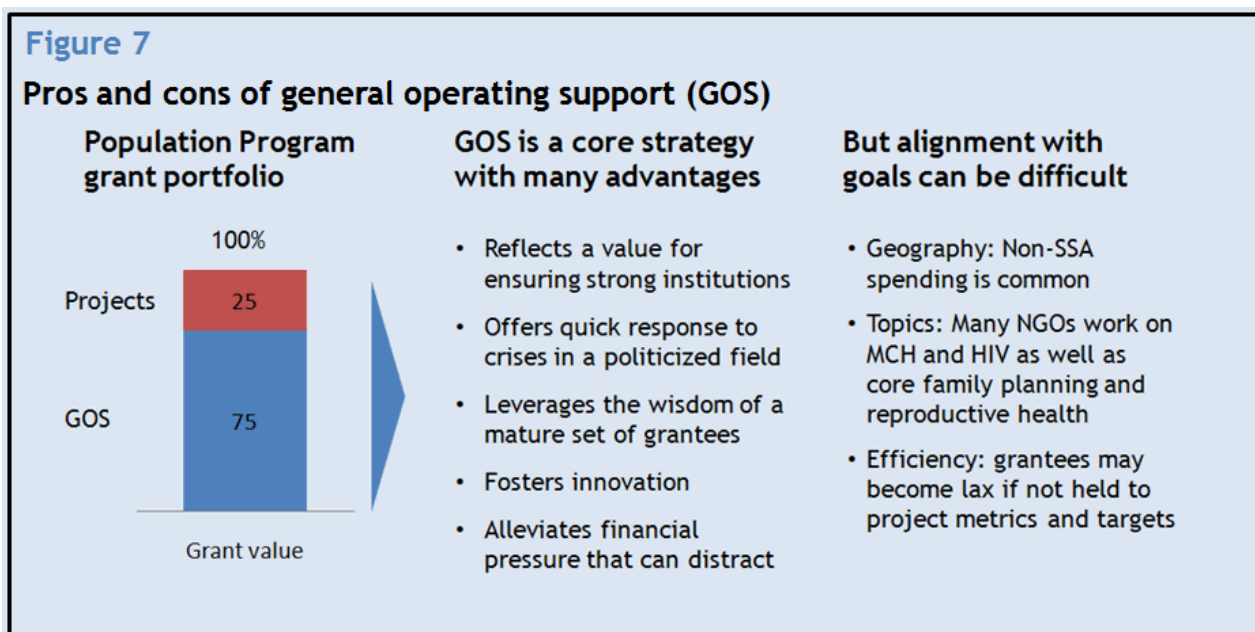 Figure 7
Pros and cons of general operating support (GOS)
Population Program
grant portfolio
100%
Projects
25
GOS
75
Grant value
GOS is a core strategy
with many advantages
• Reflects a value for
ensuring strong institutions
• Offers quick response to
crises in a politicized field
• Leverages the wisdom of a
mature set of grantees
• Fosters innovation
• Alleviates financial
pressure that can distract
But alignment with
goals can be difficult
• Geography: Non-SSA
spending is common
• Topics: Many NGOs work on
MCH and HIV as well as
core family planning and
reproductive health
• Efficiency: grantees may
become lax if not held to
project metrics and targets